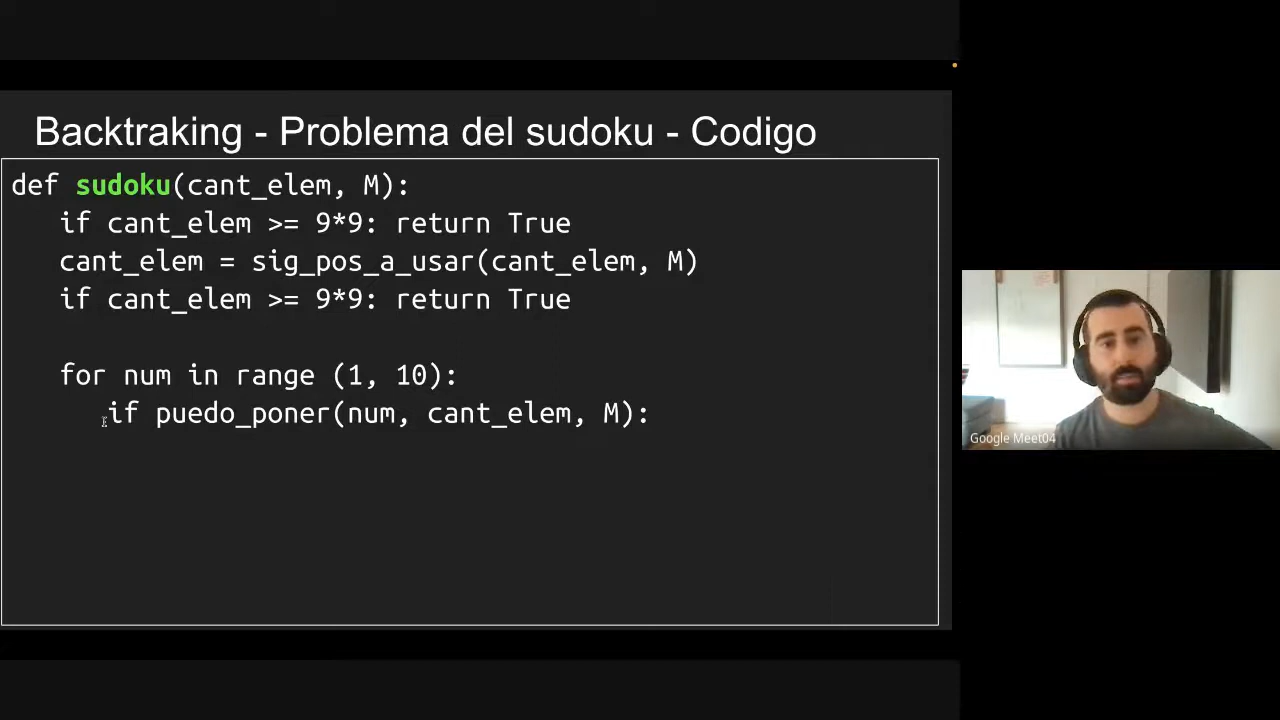 Backtraking - Problema del sudoku - Codigo
def sudoku(cant_elem, M):
if cant_elem >= 9*9: return True
cant_elem = sig_pos_a_usar(cant_elem, M)
if cant_elem >= 9*9: return True
for num in range (1, 10):
if puedo_poner(num, cant_elem, M):
Google Meet04